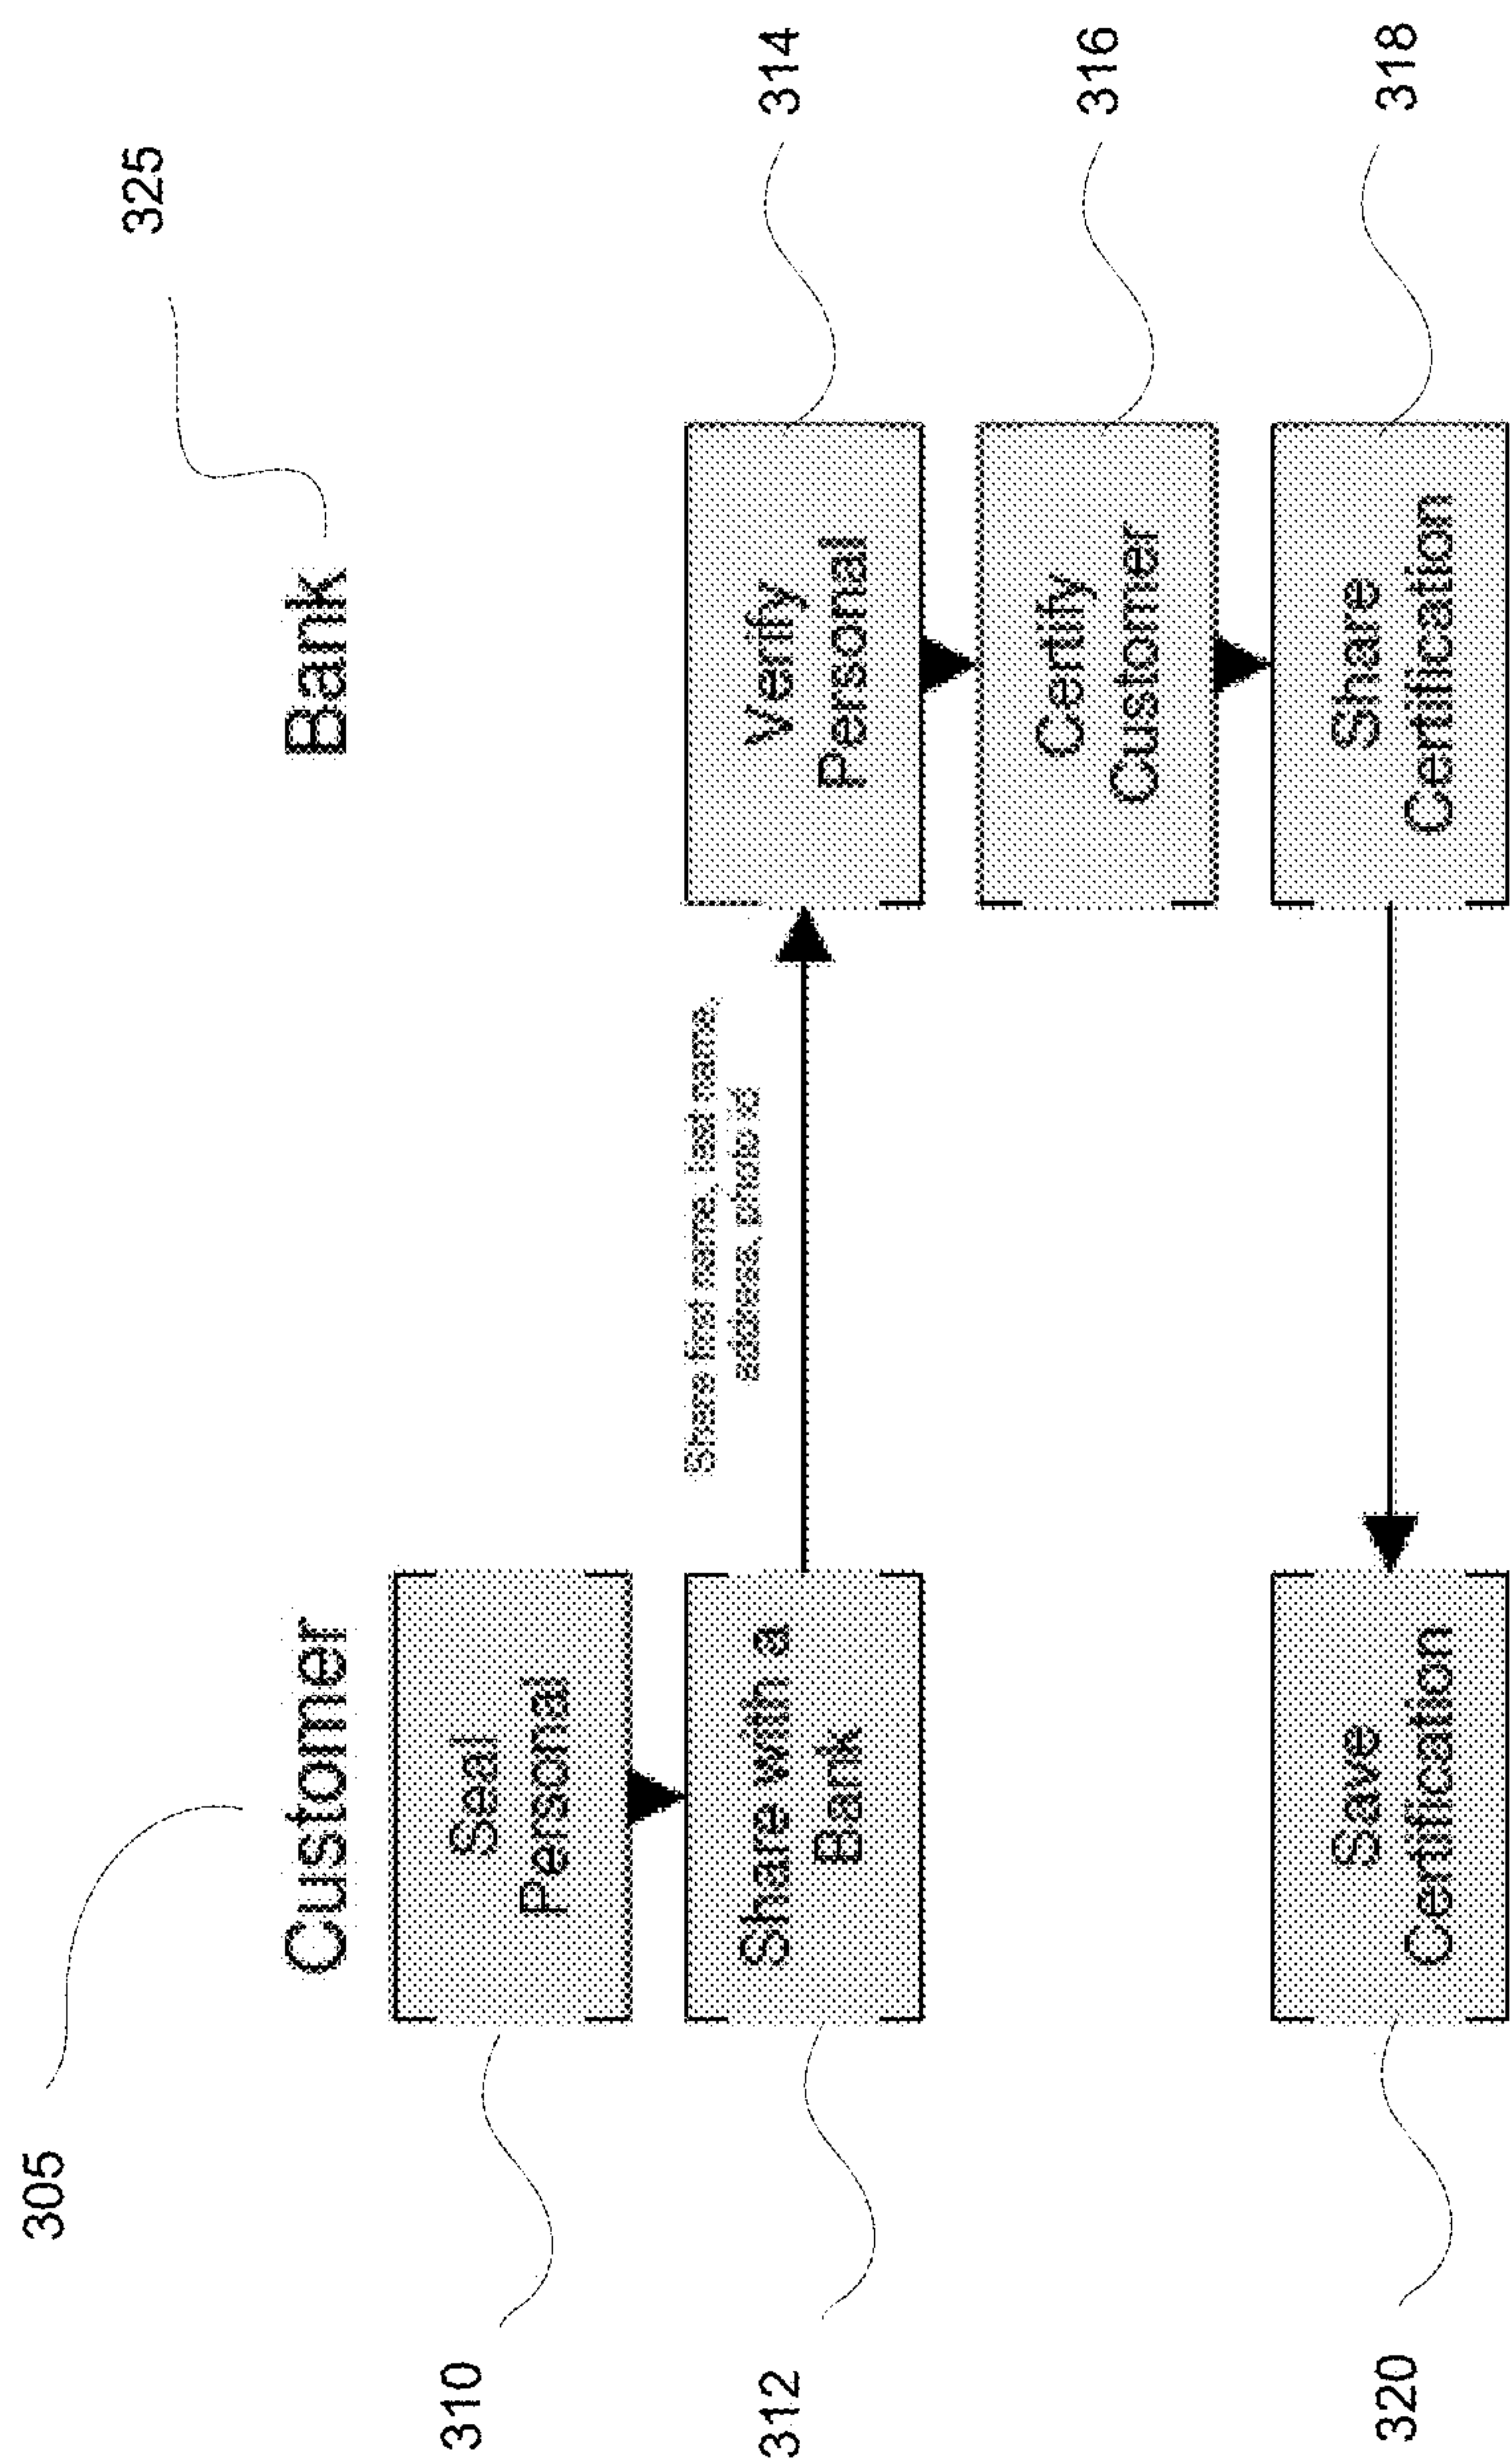 325
305
Customer
Bank
310
Seal
Personal
312
Share with a
Bank
Share first name, last name,
address, photo id
Verify
Personal
314
Certify
Customer
316
Share
Certification
318
Save
Certification
320